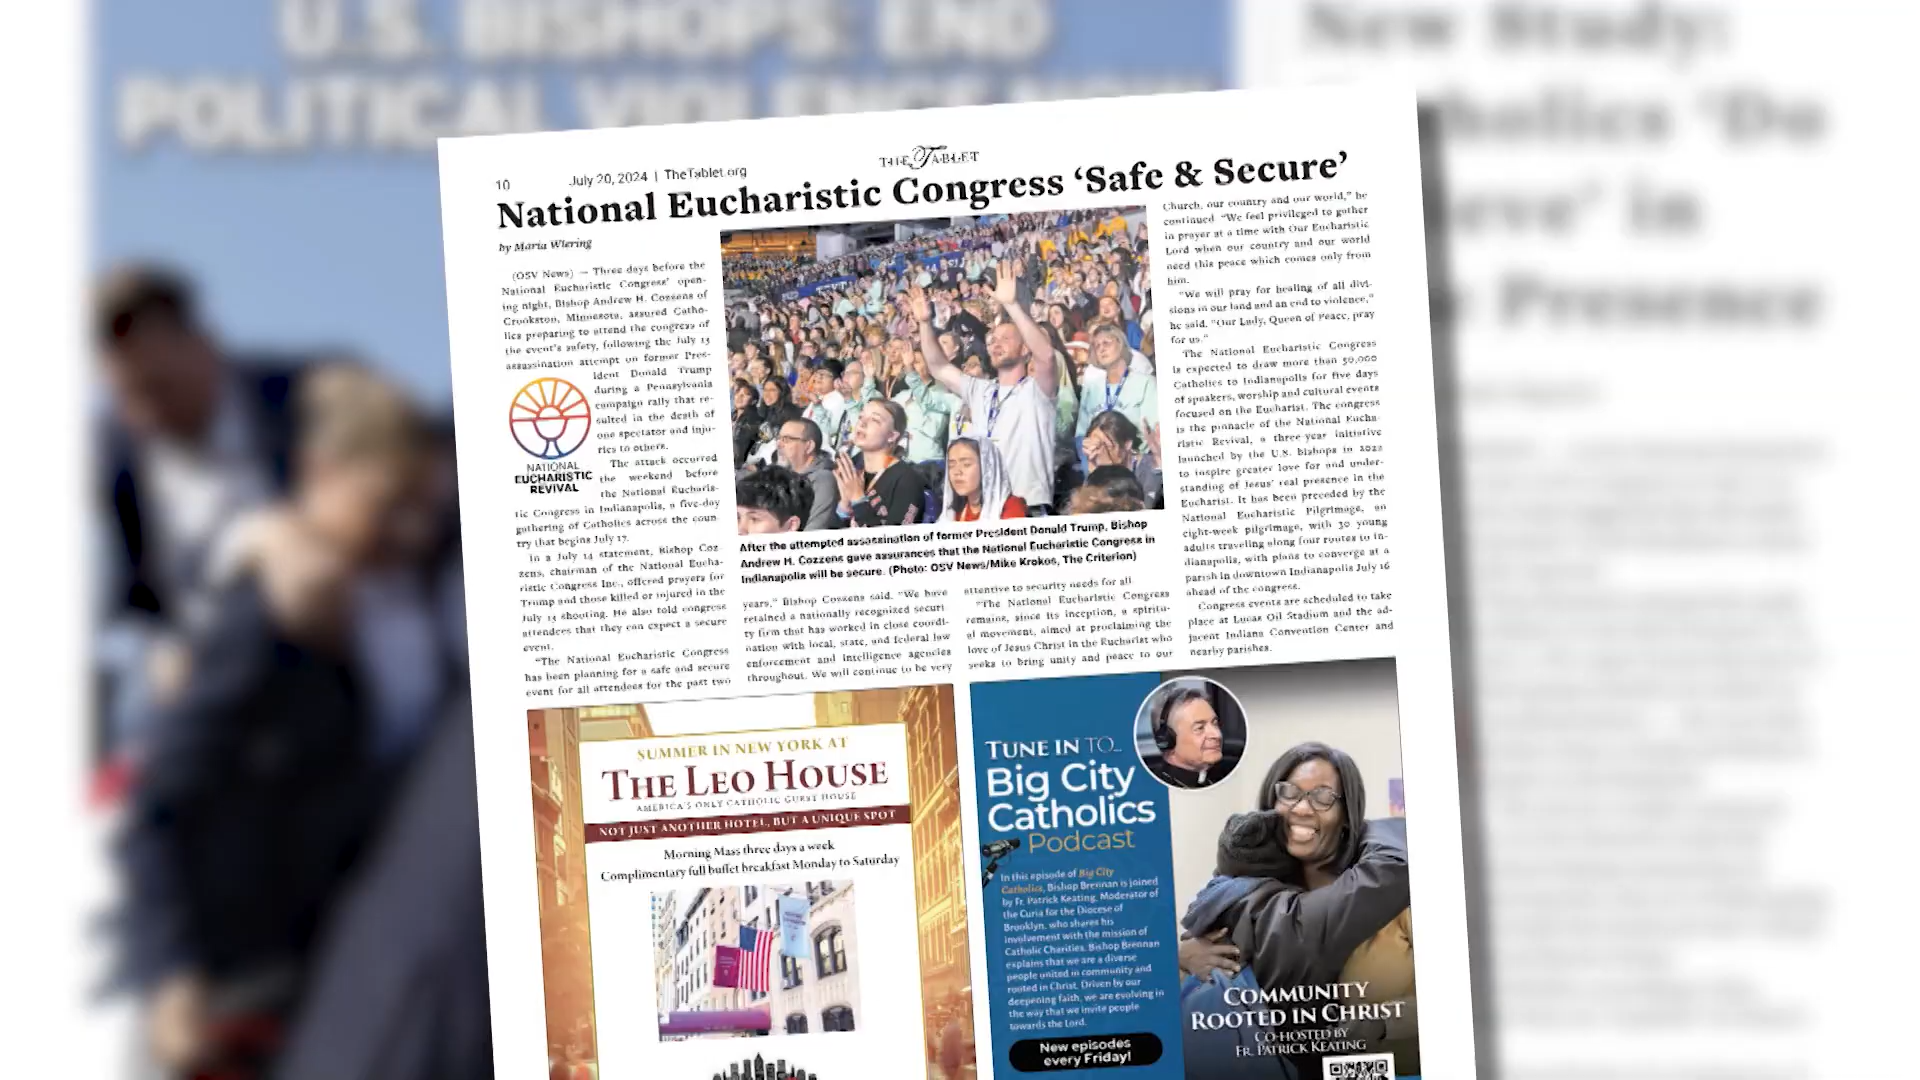 U.S. BISHOPS: END
POLITICAL VIOLENCE NOW
New Study:
Catholics ‘Do
Believe’ in
Presence
10
July 20, 2024 | TheTablet.org
THE TABLET
National Eucharistic Congress ‘Safe & Secure’
by Maria Wiering
(OSV News) — Three days before the
National Eucharistic Congress’ open-
ing night, Bishop Andrew H. Cozzens of
Crookston, Minnesota, assured Catho-
lics preparing to attend the congress of
the event’s safety, following the July 13
assassination attempt on former Pres-
ident Donald Trump
during a Pennsylvania
campaign rally that re-
sulted in the death of
one spectator and inju-
ries to others.
The attack occurred
the weekend before
the National Eucharis-
tic Congress in Indianapolis, a five-day
gathering of Catholics across the coun-
try that begins July 17.
In a July 14 statement, Bishop Coz-
zens, chairman of the National Eucha-
ristic Congress Inc., offered prayers for
Trump and those killed or injured in the
July 13 shooting. He also told congress
attendees that they can expect a secure
event.
“The National Eucharistic Congress
has been planning for a safe and secure
event for all attendees for the past two
NATIONAL
EUCHARISTIC
REVIVAL
After the attempted assassination of former President Donald Trump, Bishop
Andrew H. Cozzens gave assurances that the National Eucharistic Congress in
Indianapolis will be secure. (Photo: OSV News/Mike Krokos, The Criterion)
years,” Bishop Cozzens said. “We have
retained a nationally recognized securi-
ty firm that has worked in close coordi-
nation with local, state, and federal law
enforcement and intelligence agencies
throughout. We will continue to be very
attentive to security needs for all
“The National Eucharistic Congress
remains, since its inception, a spiritu-
al movement, aimed at proclaiming the
love of Jesus Christ in the Eucharist who
seeks to bring unity and peace to our
Church, our country and our world,” he
continued “We feel privileged to gather
in prayer at a time with Our Eucharistic
Lord when our country and our world
need this peace which comes only from
him.
“We will pray for healing of all divi-
sions in our land and an end to violence,”
he said. “Our Lady, Queen of Peace, pray
for us.”
The National Eucharistic Congress
is expected to draw more than 50,000
Catholics to Indianapolis for five days
of speakers, worship and cultural events
focused on the Eucharist. The congress
is the pinnacle of the National Eucha-
ristic Revival, a three-year initiative
launched by the U.S. bishops in 2022
to inspire greater love for and under-
standing of Jesus’ real presence in the
Eucharist. It has been preceded by the
National Eucharistic Pilgrimage, an
eight-week pilgrimage, with 30 young
adults traveling along four routes to In-
dianapolis, with plans to converge at a
parish in downtown Indianapolis July 16
ahead of the congress.
Congress events are scheduled to take
place at Lucas Oil Stadium and the ad-
jacent Indiana Convention Center and
nearby parishes.
SUMMER IN NEW YORK AT
THE LEO HOUSE
AMERICA’S ONLY CATHOLIC GUEST HOUSE
NOT JUST ANOTHER HOTEL, BUT A UNIQUE SPOT
Morning Mass three days a week
Complimentary full buffet breakfast Monday to Saturday
TUNE IN TO...
Big City
Catholics
Podcast
In this episode of Big City
Catholics, Bishop Brennan is joined
by Fr. Patrick Keating, Moderator of
the Curia for the Diocese of
Brooklyn, who shares his
involvement with the mission of
Catholic Charities. Bishop Brennan
explains that we are a diverse
people united in community and
rooted in Christ. Driven by our
deepening faith, we are evolving in
the way that we invite people
towards the Lord.
New episodes
every Friday!
COMMUNITY
ROOTED IN CHRIST
CO-HOSTED BY
FR. PATRICK KEATING